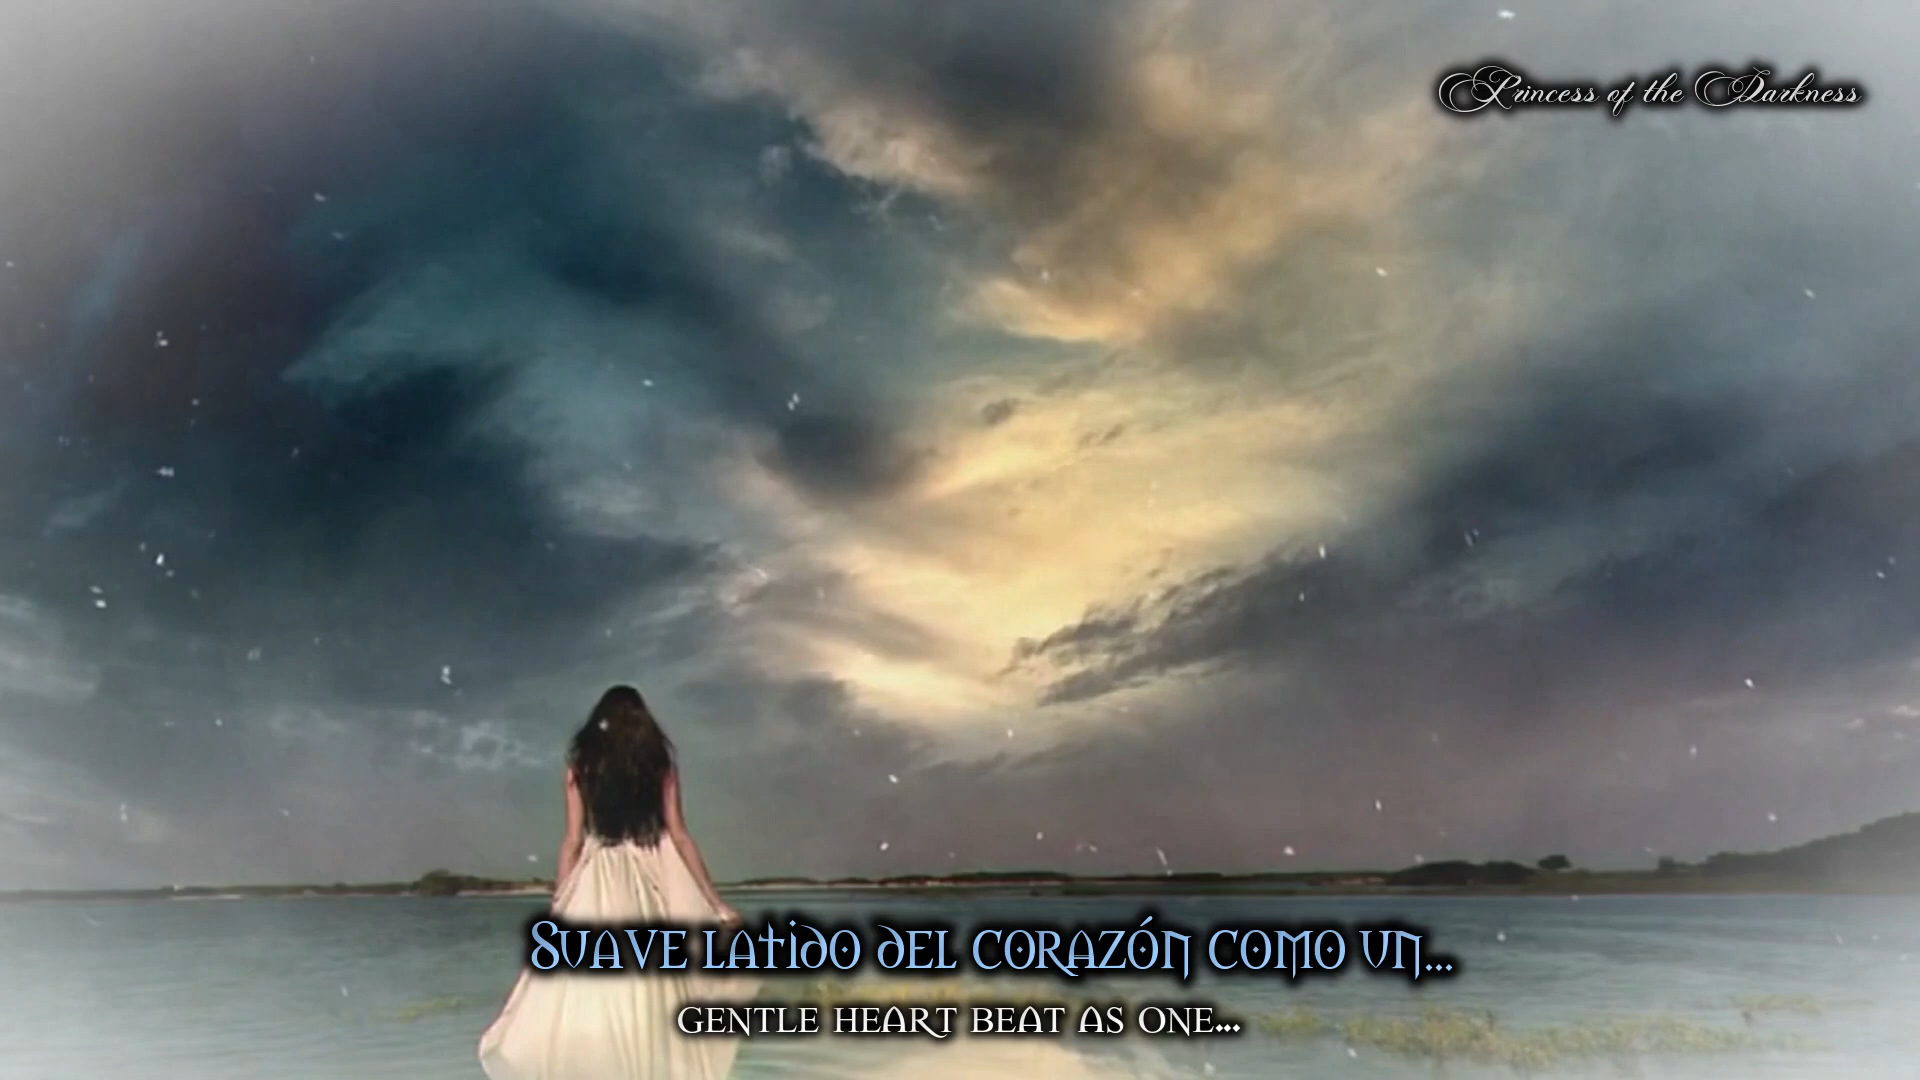 Princess of the Darkness
Suave latido del corazón como un...
gentle heart beat as one...